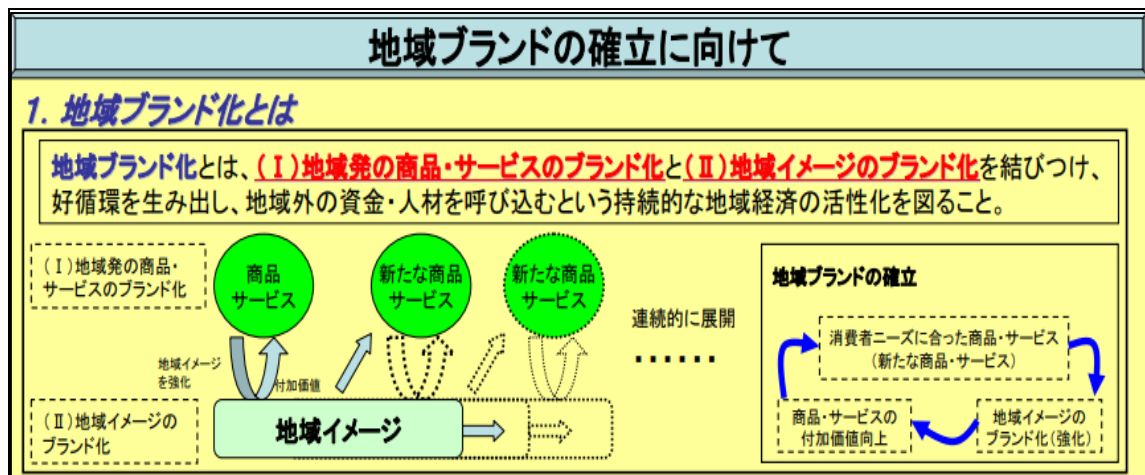 地域ブランドの確立に向けて
1. 地域ブランド化とは
地域ブランド化とは、(Ⅰ)地域発の商品・サービスのブランド化と(Ⅱ)地域イメージのブランド化を結びつけ、
好循環を生み出し、地域外の資金・人材を呼び込むという持続的な地域経済の活性化を図ること。
(Ⅰ)地域発の商品・
サービスのブランド化
商品
サービス
新たな商品
サービス
新たな商品
サービス
連続的に展開
・・・・・・
地域イメージ
を強化
付加価値
(Ⅱ)地域イメージの
ブランド化
地域イメージ
地域ブランドの確立
消費者ニーズに合った商品・サービス
(新たな商品・サービス)
商品・サービスの
付加価値向上
地域イメージの
ブランド化(強化)